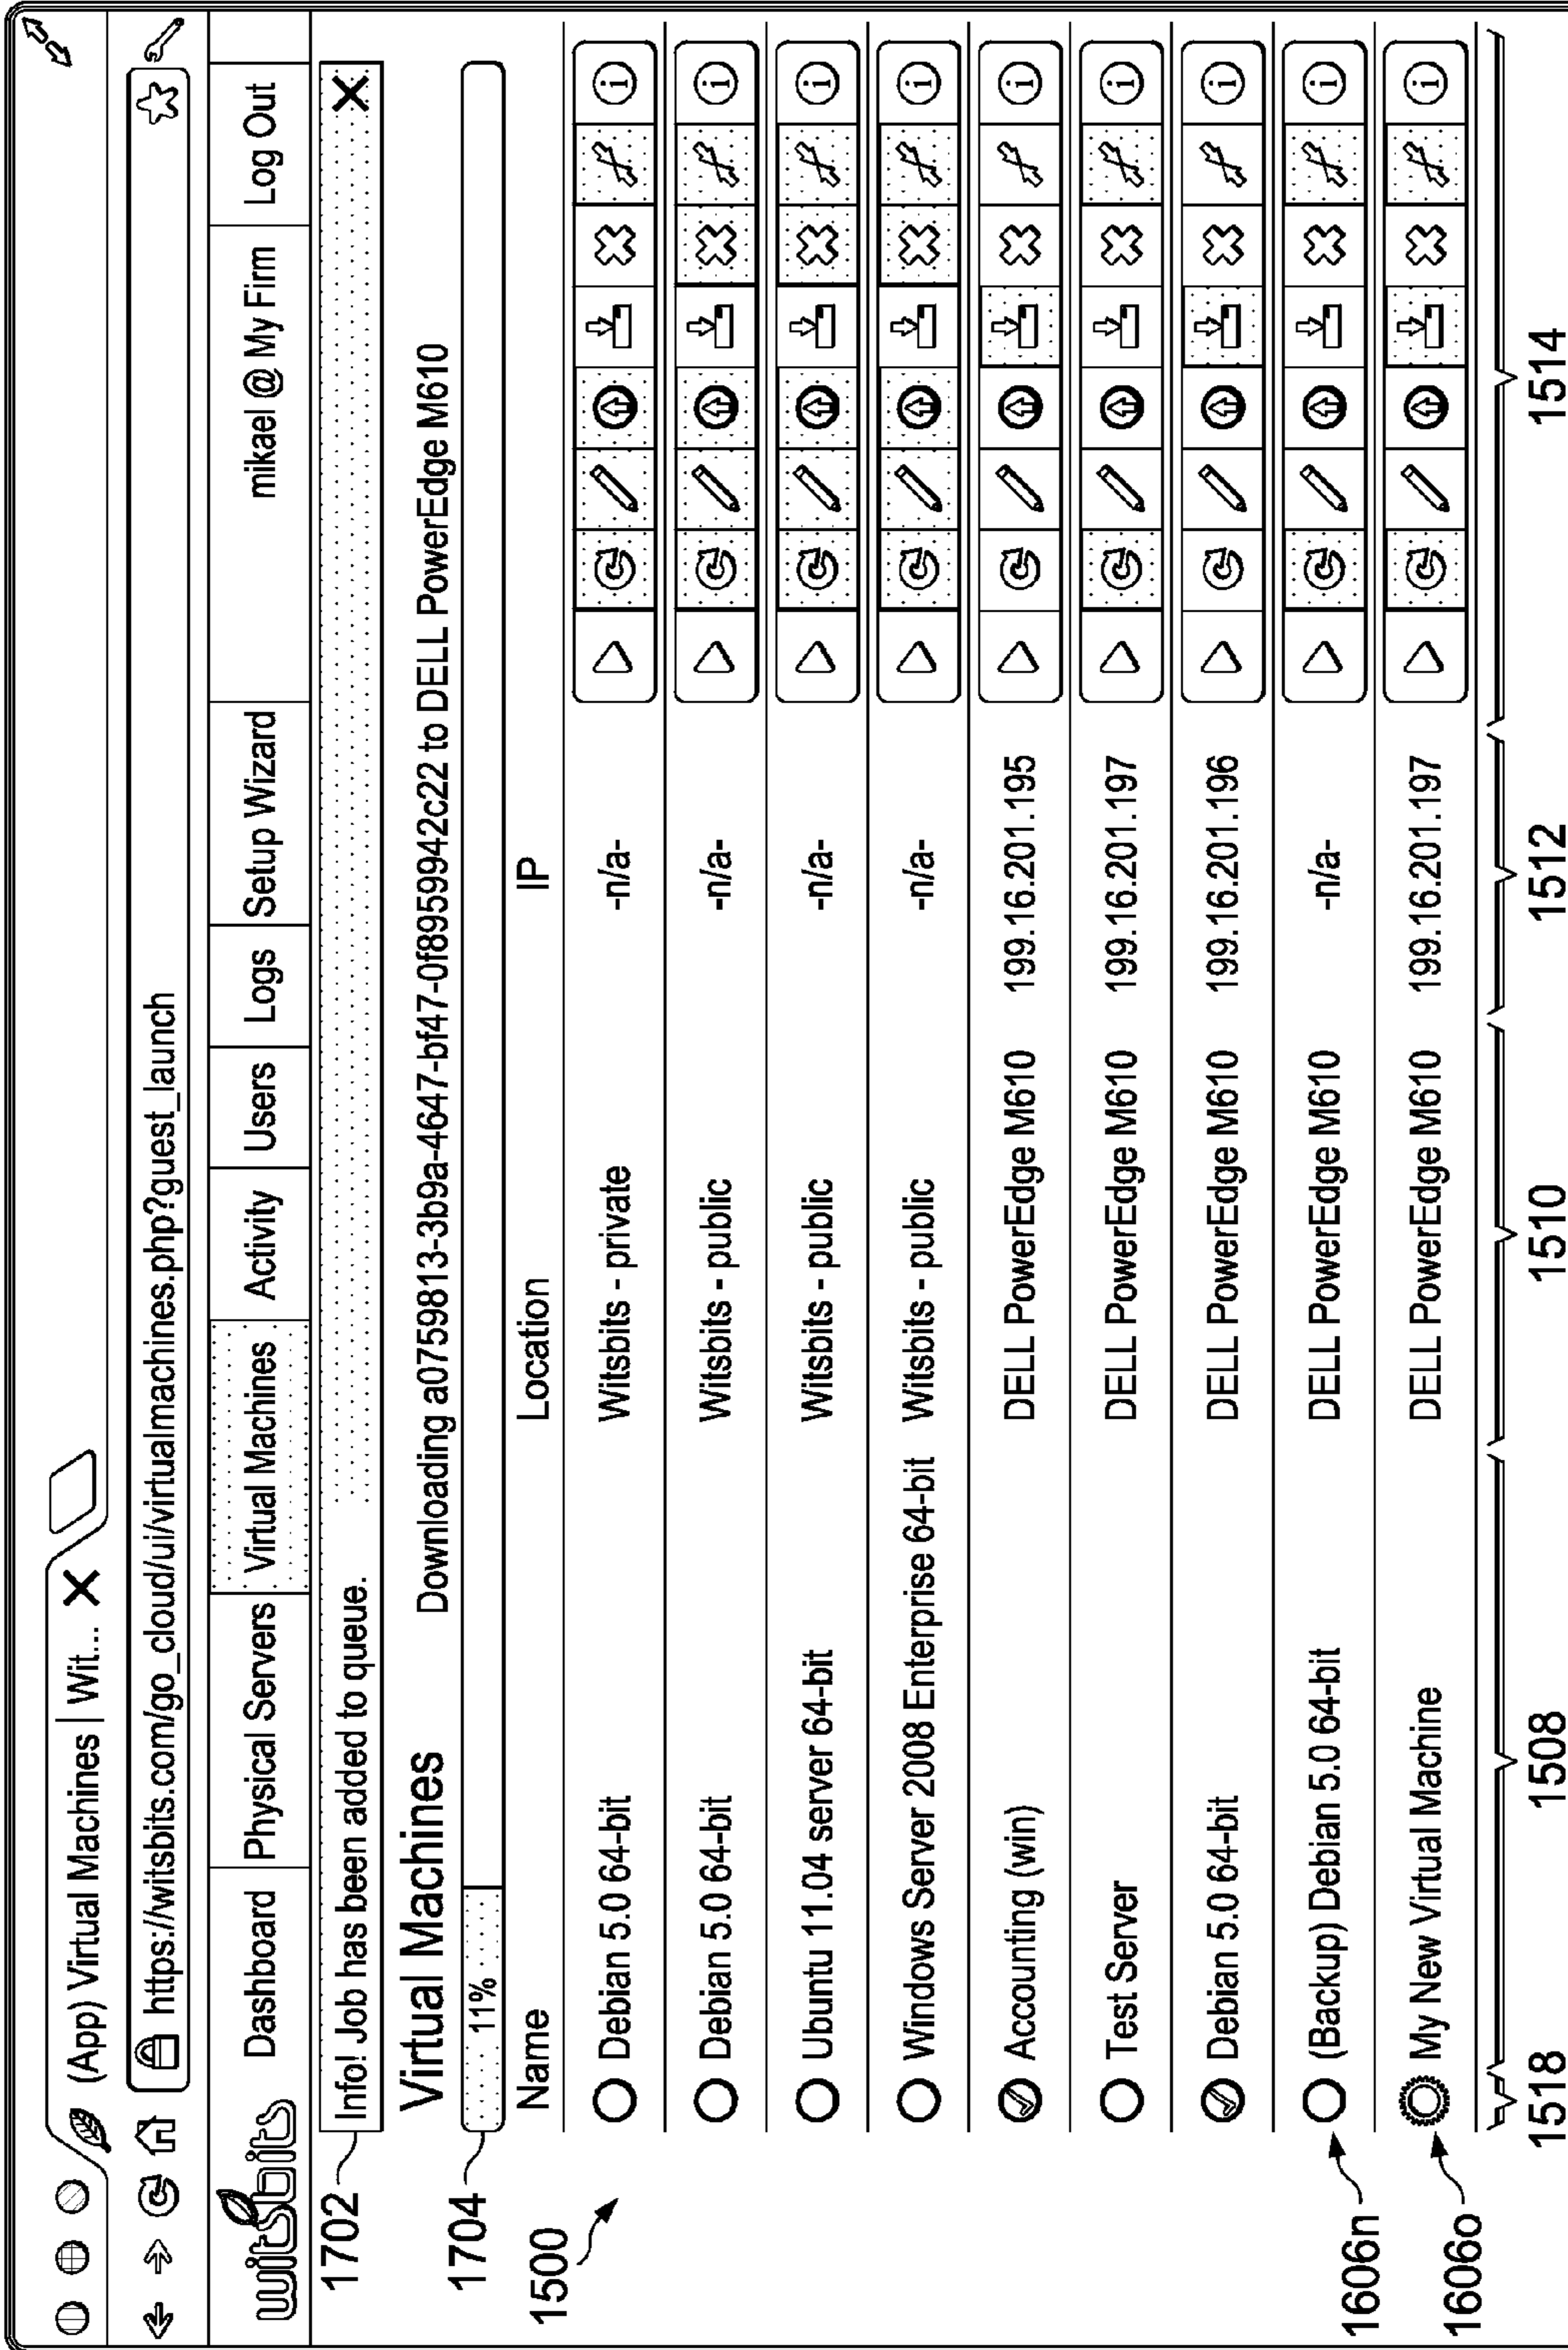 (App) Virtual Machines | Wit...
https://witsbits.com/go_cloud/ui/virtualmachines.php?guest_launch
witsbits Dashboard Physical Servers Virtual Machines Activity Users Logs Setup Wizard mikael @ My Firm Log Out
1702 Info! Job has been added to queue.
Virtual Machines Downloading a0759813-3b9a-4647-bf47-0f8959942c22 to DELL PowerEdge M610
1704 11%
1500 Name Location IP
Debian 5.0 64-bit Witsbits - private -n/a-
Debian 5.0 64-bit Witsbits - public -n/a-
Ubuntu 11.04 server 64-bit Witsbits - public -n/a-
Windows Server 2008 Enterprise 64-bit Witsbits - public -n/a-
Accounting (win) DELL PowerEdge M610 199.16.201.195
Test Server DELL PowerEdge M610 199.16.201.197
Debian 5.0 64-bit DELL PowerEdge M610 199.16.201.196
1606n (Backup) Debian 5.0 64-bit DELL PowerEdge M610 -n/a-
1606o My New Virtual Machine DELL PowerEdge M610 199.16.201.197
1518 1508 1510 1512 1514